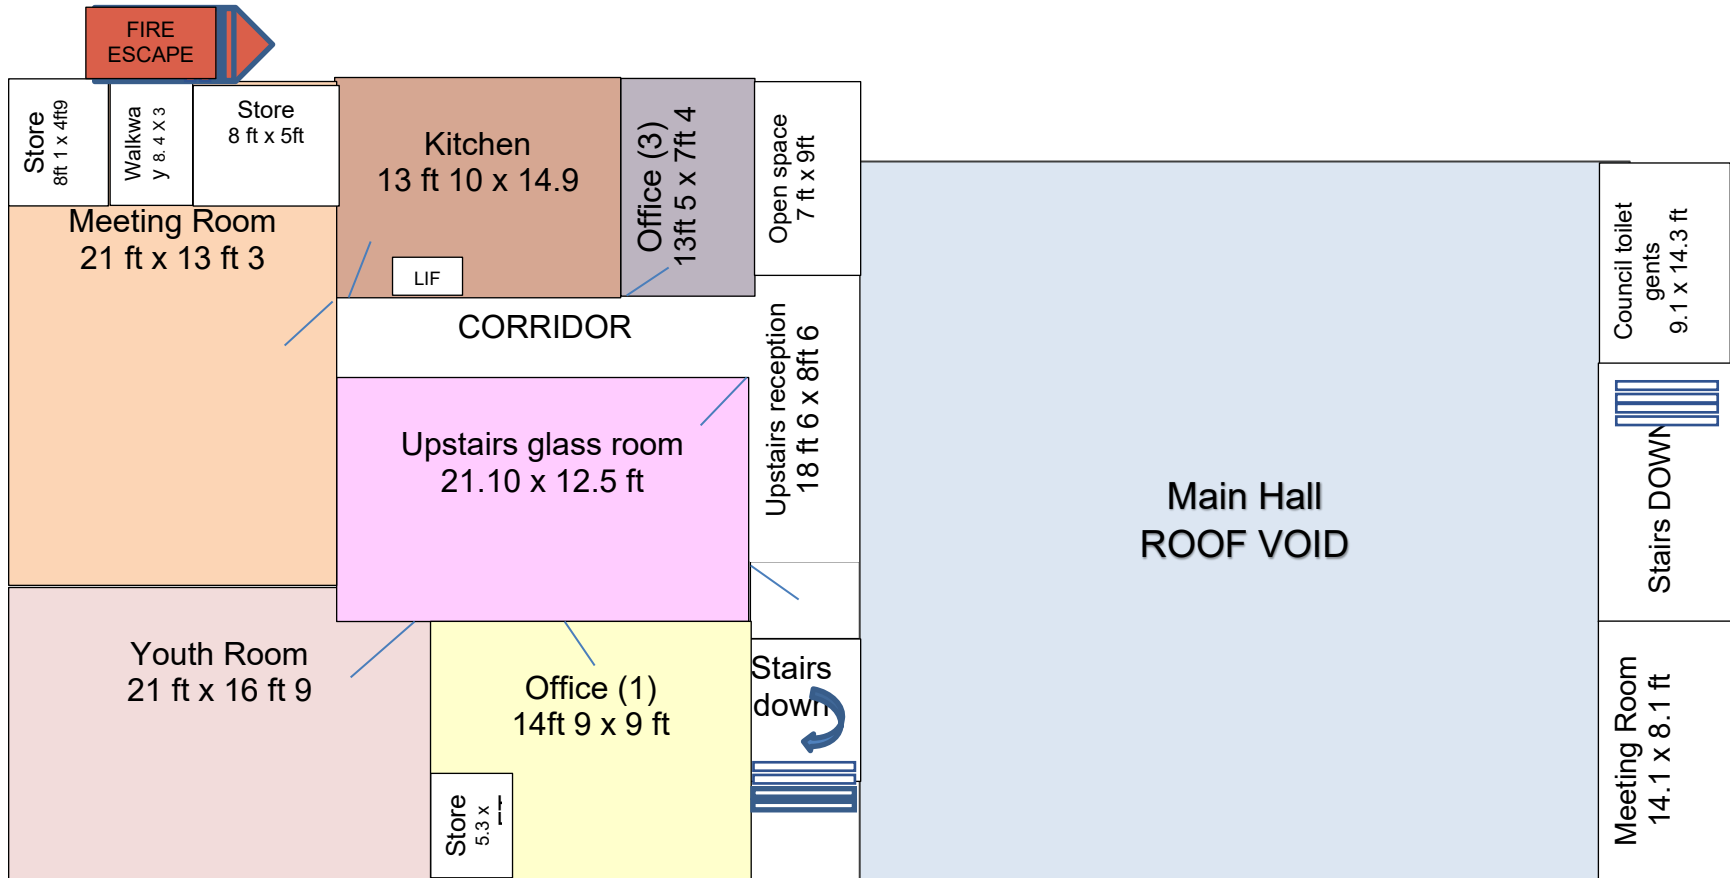 FIRE
ESCAPE
Store
8ft 1 x 4ft9
Walkwa
y 8. 4 X 3
Store
8 ft x 5ft
Kitchen
13 ft 10 x 14.9
Office (3)
13ft 5 x 7ft 4
Open space
7 ft x 9ft
Meeting Room
21 ft x 13 ft 3
LIF
CORRIDOR
Upstairs reception
18 ft 6 x 8ft 6
Council toilet
gents
9.1 x 14.3 ft
Upstairs glass room
21.10 x 12.5 ft
Main Hall
ROOF VOID
Stairs DOWN
Youth Room
21 ft x 16 ft 9
Office (1)
14ft 9 x 9 ft
Stairs
down
Store
5.3 x
Meeting Room
14.1 x 8.1 ft